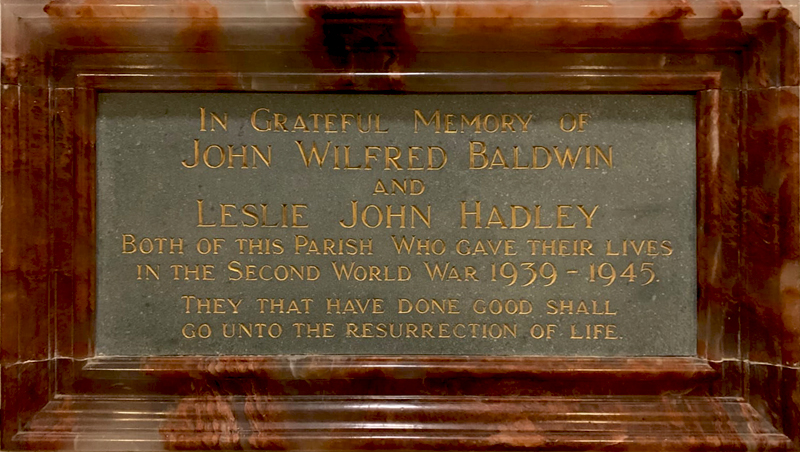 In Grateful Memory of
John Wilfred Baldwin
and
Leslie John Hadley
Both of this Parish Who gave their lives
in the Second World War 1939 - 1945.
They that have done good shall
go unto the resurrection of life.